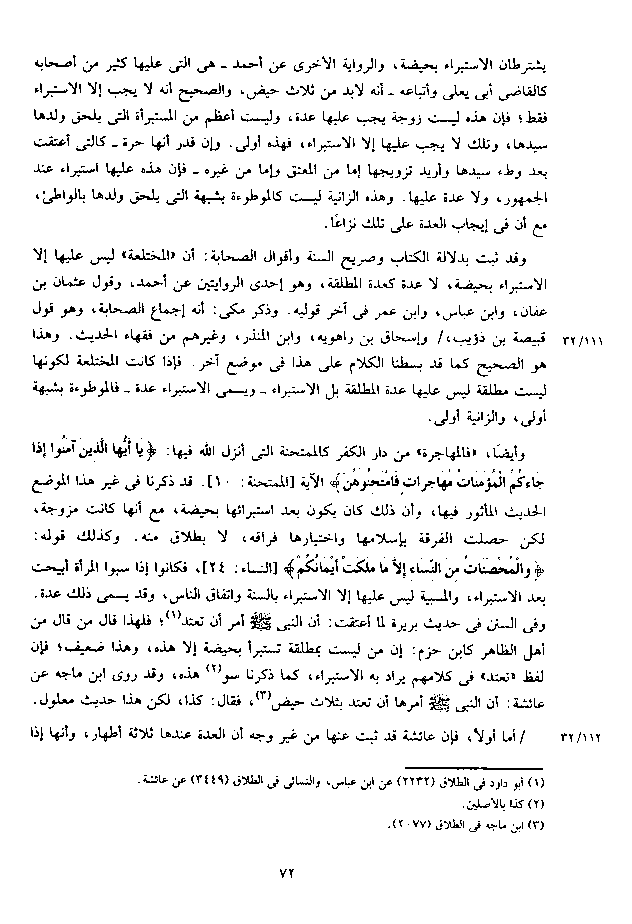 يشترطان الاستبراء بحيضة، والرواية الأخرى عن أحمد ـ هى التى عليها كثير من أصحابه
كالقاضى أبى يعلى وأتباعه ـ أنه لابد من ثلاث حيض، والصحيح أنه لا يجب إلا الاستبراء
فقط؛ فإن هذه ليست زوجة يجب عليها عدة، وليست أعظم من المستبرأة التى يلحق ولدها
سيدها، وتلك لا يجب عليها إلا الاستبراء، فهذه أولى. وإن قدر أنها حرة ـ كالتى أعتقت
بعد وطء سيدها وأريد تزويجها إما من المعتق وإما من غيره ـ فإن هذه عليها استبراء عند
الجمهور، ولا عدة عليها. وهذه الزانية ليست كالموطوءة بشبهة التى يلحق ولدها بالواطئ،
مع أن فى إيجاب العدة على تلك نزاعًا.
وقد ثبت بدلالة الكتاب وصريح السنة وأقوال الصحابة: أن «المختلعة» ليس عليها إلا
الاستبراء بحيضة، لا عدة كعدة المطلقة، وهو إحدى الروايتين عن أحمد، وقول عثمان بن
عفان، وابن عباس، وابن عمر فى آخر قوليه. وذكر مكى: أنه إجماع الصحابة، وهو قول
٣٢/١١١ قبيصة بن ذؤيب،/ وإسحاق بن راهويه، وابن المنذر، وغيرهم من فقهاء الحديث. وهذا
هو الصحيح كما قد بسطنا الكلام على هذا فى موضع آخر. فإذا كانت المختلعة لكونها
ليست مطلقة ليس عليها عدة المطلقة بل الاستبراء ـ ويسمى الاستبراء عدة ـ فالموطوءة بشبهة
أولى، والزانية أولى.
وأيضًا، «فالمهاجرة» من دار الكفر كالممتحنة التى أنزل الله فيها: ﴿يَا أَيُّهَا الَّذِينَ آمَنُوا إِذَا
جَاءَكُمُ الْمُؤْمِنَاتُ مُهَاجِرَاتٍ فَامْتَحِنُوهُنَّ﴾ الآية [الممتحنة: ١٠]. قد ذكرنا فى غير هذا الموضع
الحديث المأثور فيها، وأن ذلك كان يكون بعد استبرائها بحيضة، مع أنها كانت مزوجة،
لكن حصلت الفرقة بإسلامها واختيارها فراقه، لا بطلاق منه. وكذلك قوله:
﴿وَالْمُحْصَنَاتُ مِنَ النِّسَاءِ إِلاَّ مَا مَلَكَتْ أَيْمَانُكُمْ﴾ [النساء: ٢٤]، فكانوا إذا سبوا المرأة أبيحت
بعد الاستبراء، والمسبية ليس عليها إلا الاستبراء بالسنة واتفاق الناس، وقد يسمى ذلك عدة.
وفى السنن فى حديث بريرة لما أعتقت: أن النبى ﷺ أمر أن تعتد(١)؛ فلهذا قال من قال من
أهل الظاهر كابن حزم: إن من ليست بمطلقة تستبرأ بحيضة إلا هذه، وهذا ضعيف؛ فإن
لفظ «تعتد» فى كلامهم يراد به الاستبراء، كما ذكرنا سو(٢) هذه، وقد روى ابن ماجه عن
عائشة: أن النبى ﷺ أمرها أن تعتد بثلاث حيض(٣)، فقال: كذا، لكن هذا حديث معلول.
٣٢/١١٢ / أما أولاً، فإن عائشة قد ثبت عنها من غير وجه أن العدة عندها ثلاثة أطهار، وأنها إذا
(١) أبو داود فى الطلاق (٢٢٣٢) عن ابن عباس، والنسائى فى الطلاق (٣٤٤٩) عن عائشة.
(٢) كذا بالأصلين.
(٣) ابن ماجه فى الطلاق (٢٠٧٧).
٧٢